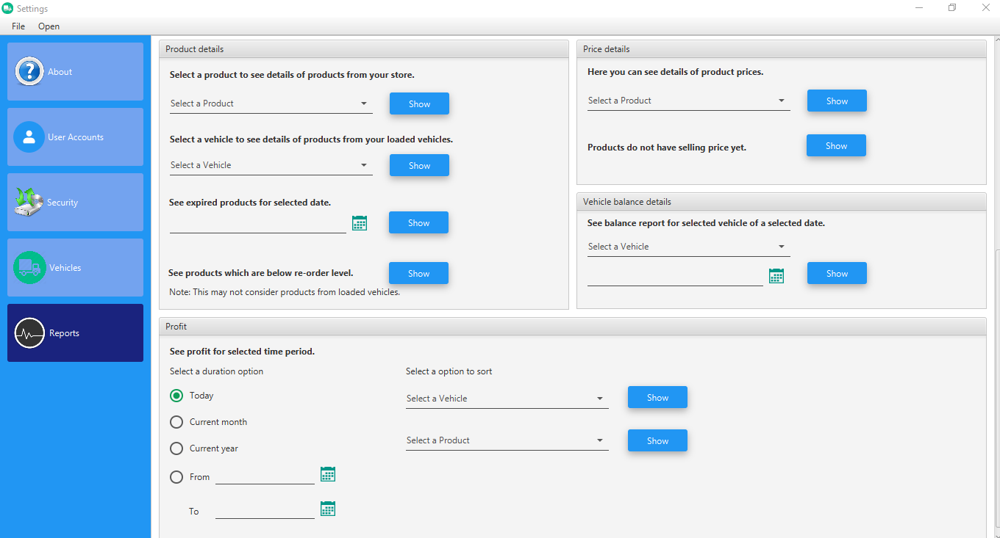 Settings
File Open
About
User Accounts
Security
Vehicles
Reports
Product details
Select a product to see details of products from your store.
Select a Product
Show
Select a vehicle to see details of products from your loaded vehicles.
Select a Vehicle
Show
See expired products for selected date.
Show
See products which are below re-order level.
Show
Note: This may not consider products from loaded vehicles.
Price details
Here you can see details of product prices.
Select a Product
Show
Products do not have selling price yet.
Show
Vehicle balance details
See balance report for selected vehicle of a selected date.
Select a Vehicle
Show
Profit
See profit for selected time period.
Select a duration option
Today
Current month
Current year
From
To
Select a option to sort
Select a Vehicle
Show
Select a Product
Show